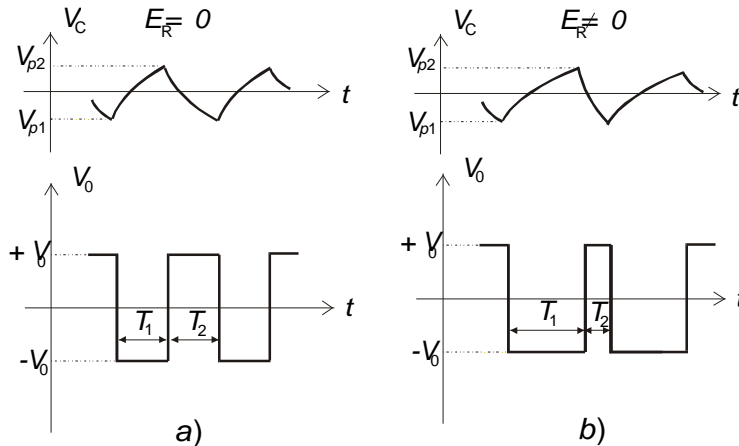 V_C E_R = 0
V_p2
t
V_p1
V_0
+ V_0
T_1 T_2
t
-V_0
a)
V_C E_R ≠ 0
V_p2
t
V_p1
V_0
+ V_0
T_1 T_2
t
-V_0
b)